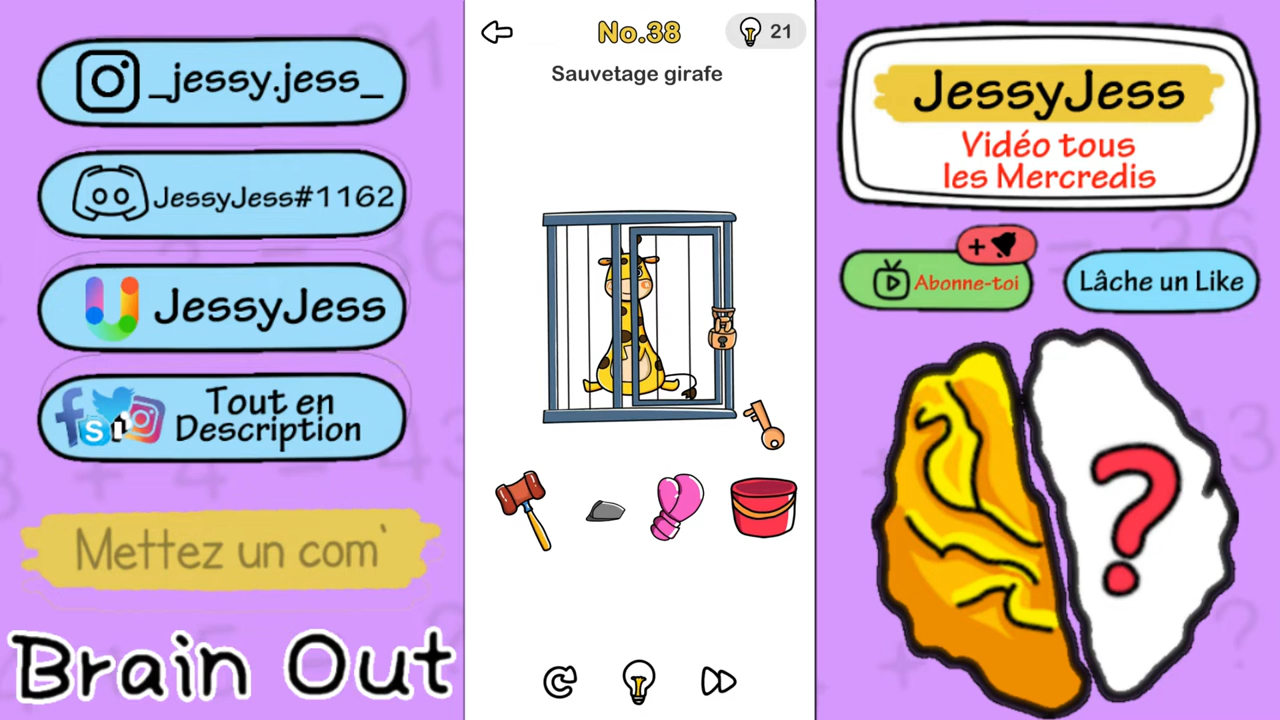 _jessy.jess_
JessyJess#1162
JessyJess
Tout en
Description
Mettez un com`
Brain Out
No.38
21
Sauvetage girafe
JessyJess
Vidéo tous
les Mercredis
+
Abonne-toi
Lâche un Like
?